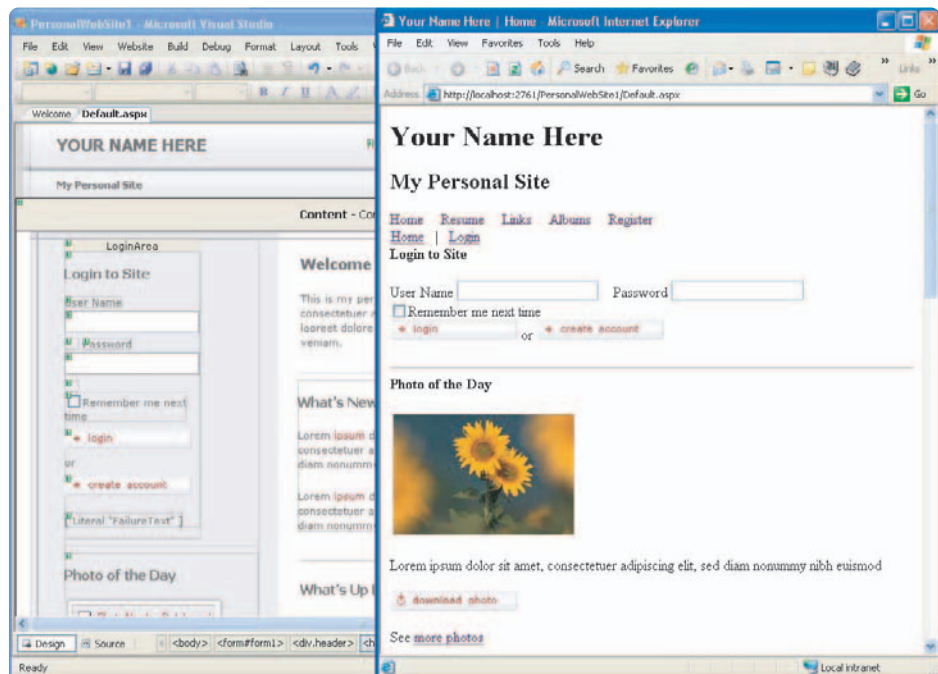 PersonalWebSite1 - Microsoft Visual Studio
File Edit View Website Build Debug Format Layout Tools
B I U A
Welcome Default.aspx
YOUR NAME HERE
My Personal Site
Content - Co
LoginArea
Login to Site
User Name
Password
Remember me next
time
login
or
create account
[Literal "FailureText" ]
Photo of the Day
Welcome
This is my per
consectetuer a
laoreet dolore
veniam.
What's New
Lorem ipsum d
consectetuer a
diam nonumm
Lorem ipsum d
consectetuer a
diam nonumm
What's Up
Design Source <body> <form#form1> <div.header> <h
Ready
Your Name Here | Home - Microsoft Internet Explorer
File Edit View Favorites Tools Help
Back Search Favorites » Links »
Address http://localhost:2761/PersonalWebSite1/Default.aspx Go
Your Name Here
My Personal Site
Home Resume Links Albums Register
Home | Login
Login to Site
User Name Password
Remember me next time
login or create account
Photo of the Day
Lorem ipsum dolor sit amet, consectetuer adipiscing elit, sed diam nonummy nibh euismod
download photo
See more photos
Local intranet